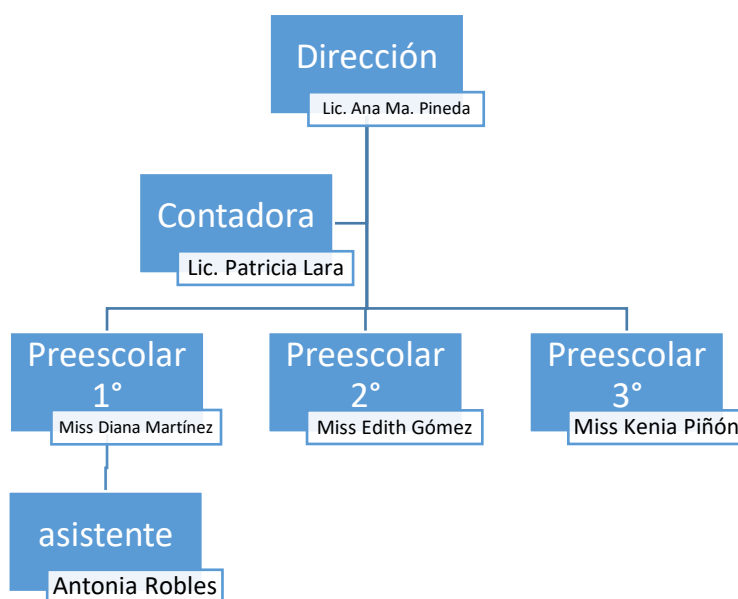 Dirección
Lic. Ana Ma. Pineda
Contadora
Lic. Patricia Lara
Preescolar
1°
Miss Diana Martínez
Preescolar
2°
Miss Edith Gómez
Preescolar
3°
Miss Kenia Piñón
asistente
Antonia Robles